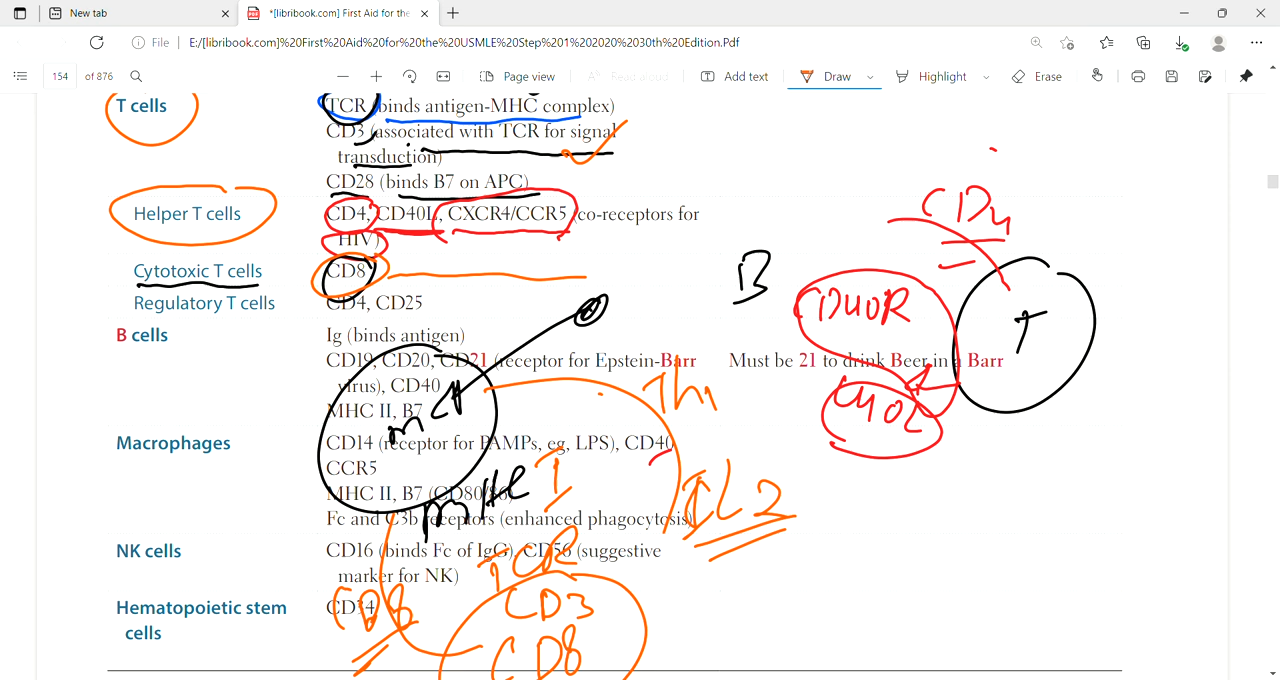 New tab
*[libribook.com] First Aid for the
File E:/[libribook.com]%20First%20Aid%20for%20the%20USMLE%20Step%201%202020%2030th%20Edition.Pdf
154 of 876 Page view Read aloud Add text Draw Highlight Erase
T cells TCR (binds antigen-MHC complex)
CD3 (associated with TCR for signal
transduction)
CD28 (binds B7 on APC)
Helper T cells CD4, CD40L, CXCR4/CCR5 (co-receptors for
HIV)
Cytotoxic T cells CD8
Regulatory T cells CD4, CD25
B cells Ig (binds antigen)
CD19, CD20, CD21 (receptor for Epstein-Barr Must be 21 to drink Beer in a Barr
virus), CD40
MHC II, B7
Macrophages CD14 (receptor for PAMPs, eg, LPS), CD40
CCR5
MHC II, B7 (CD80/86)
Fc and C3b receptors (enhanced phagocytosis)
NK cells CD16 (binds Fc of IgG), CD56 (suggestive
marker for NK)
Hematopoietic stem CD34
cells
CD4
B
CD40R
T
Th1
I
IL2
TCR
CD3
CD8
CD8